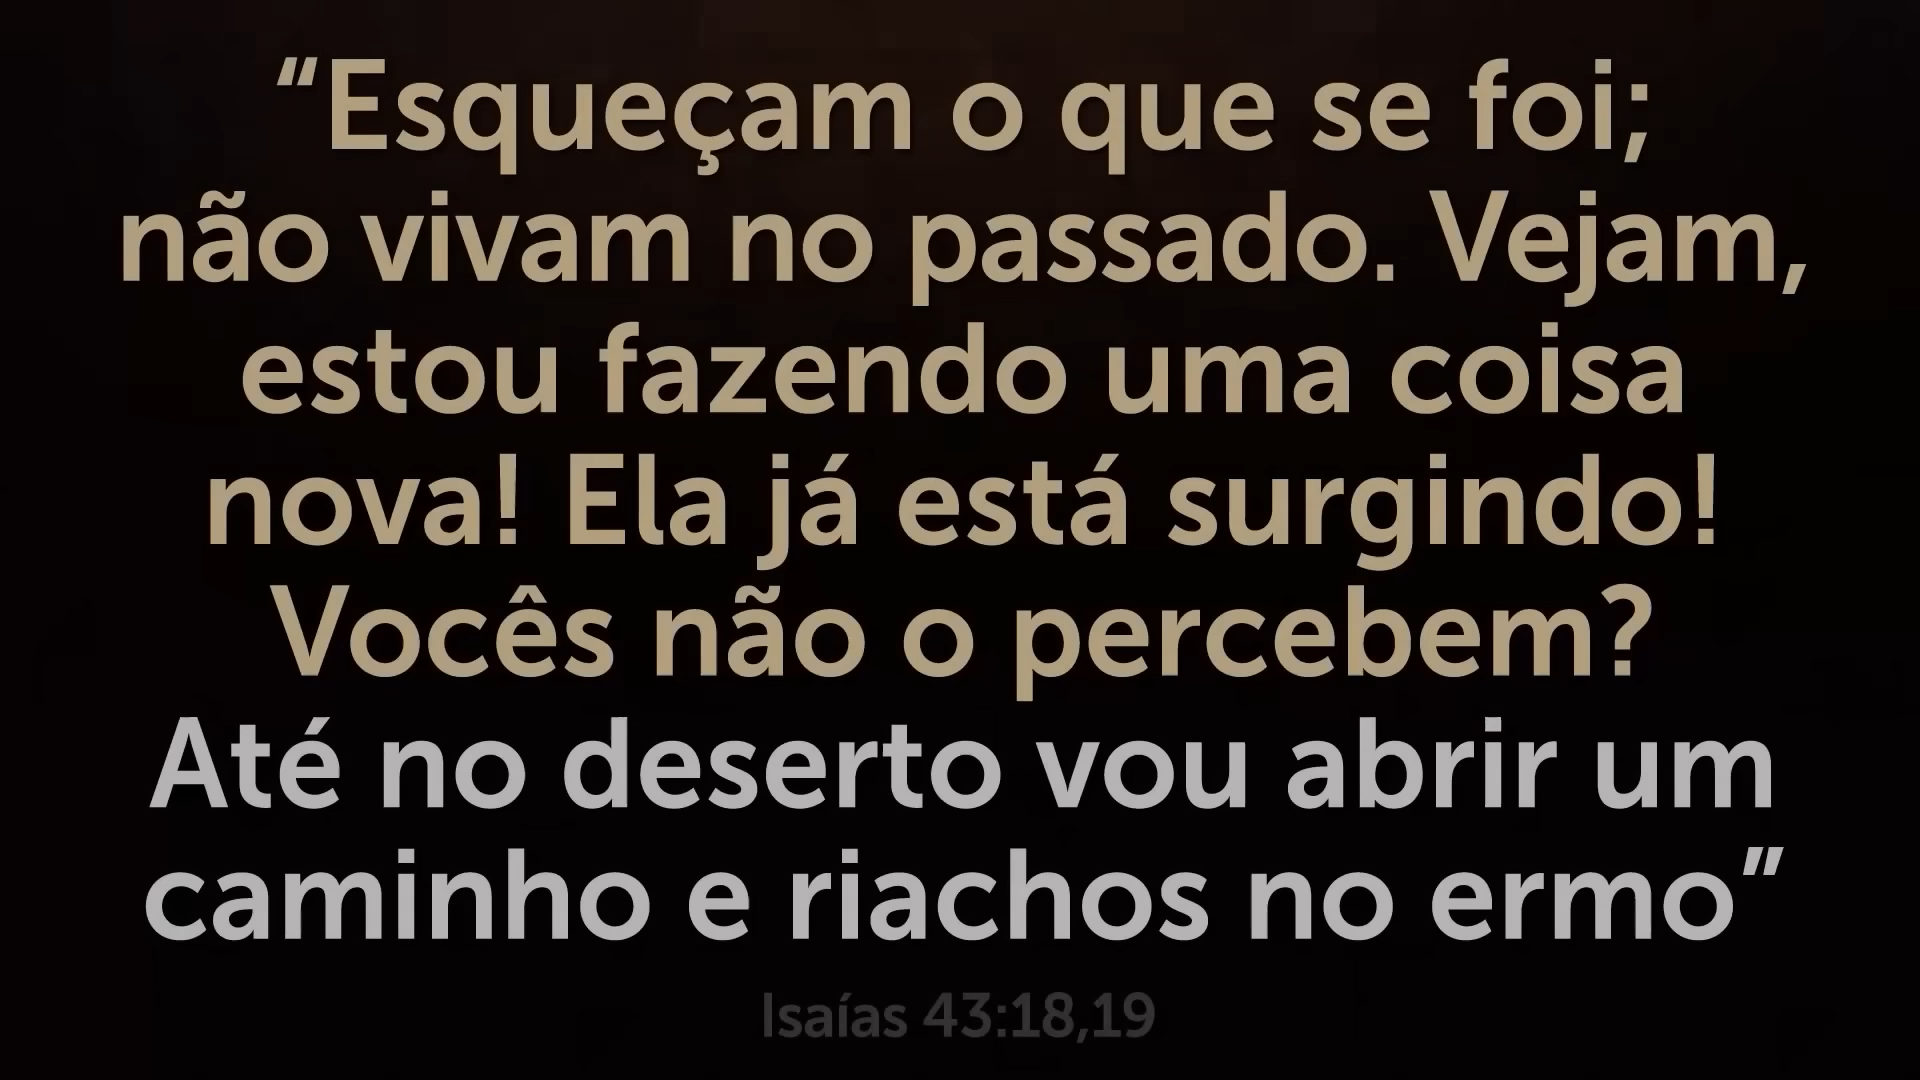 “Esqueçam o que se foi;
não vivam no passado. Vejam,
estou fazendo uma coisa
nova! Ela já está surgindo!
Vocês não o percebem?
Até no deserto vou abrir um
caminho e riachos no ermo”
Isaías 43:18,19